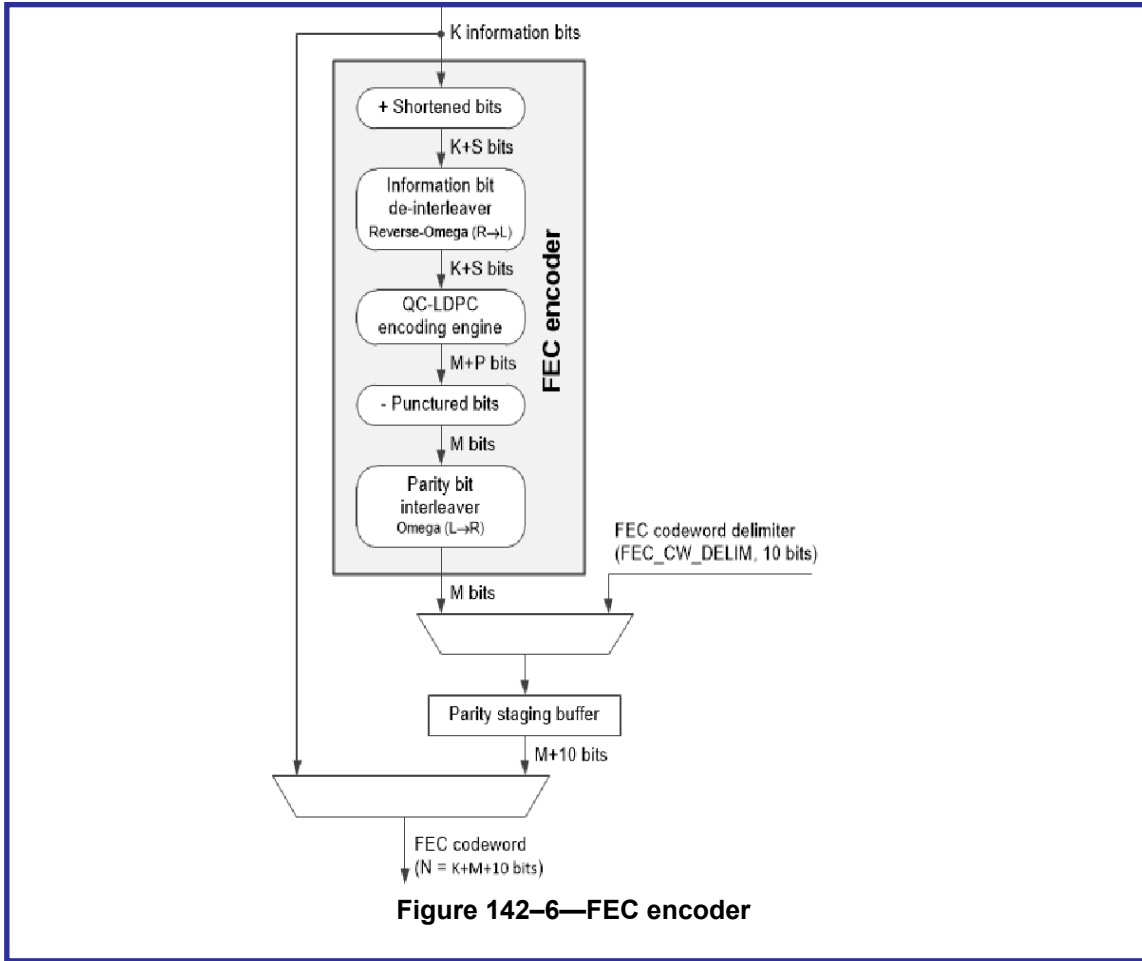 K information bits
+ Shortened bits
K+S bits
Information bit
de-interleaver
Reverse-Omega (R→L)
K+S bits
QC-LDPC
encoding engine
M+P bits
- Punctured bits
M bits
Parity bit
interleaver
Omega (L→R)
FEC encoder
FEC codeword delimiter
(FEC_CW_DELIM, 10 bits)
M bits
Parity staging buffer
M+10 bits
FEC codeword
(N = K+M+10 bits)
Figure 142–6—FEC encoder